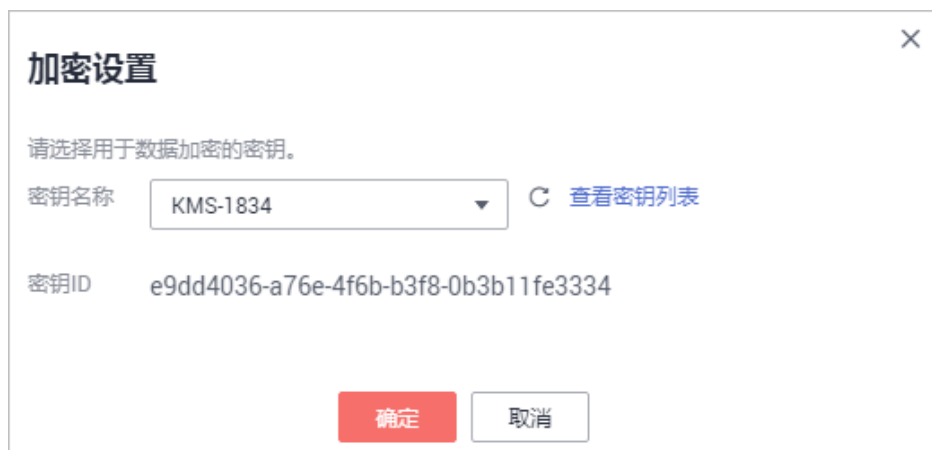 加密设置
请选择用于数据加密的密钥。
密钥名称 KMS-1834 查看密钥列表
密钥ID e9dd4036-a76e-4f6b-b3f8-0b3b11fe3334
确定 取消